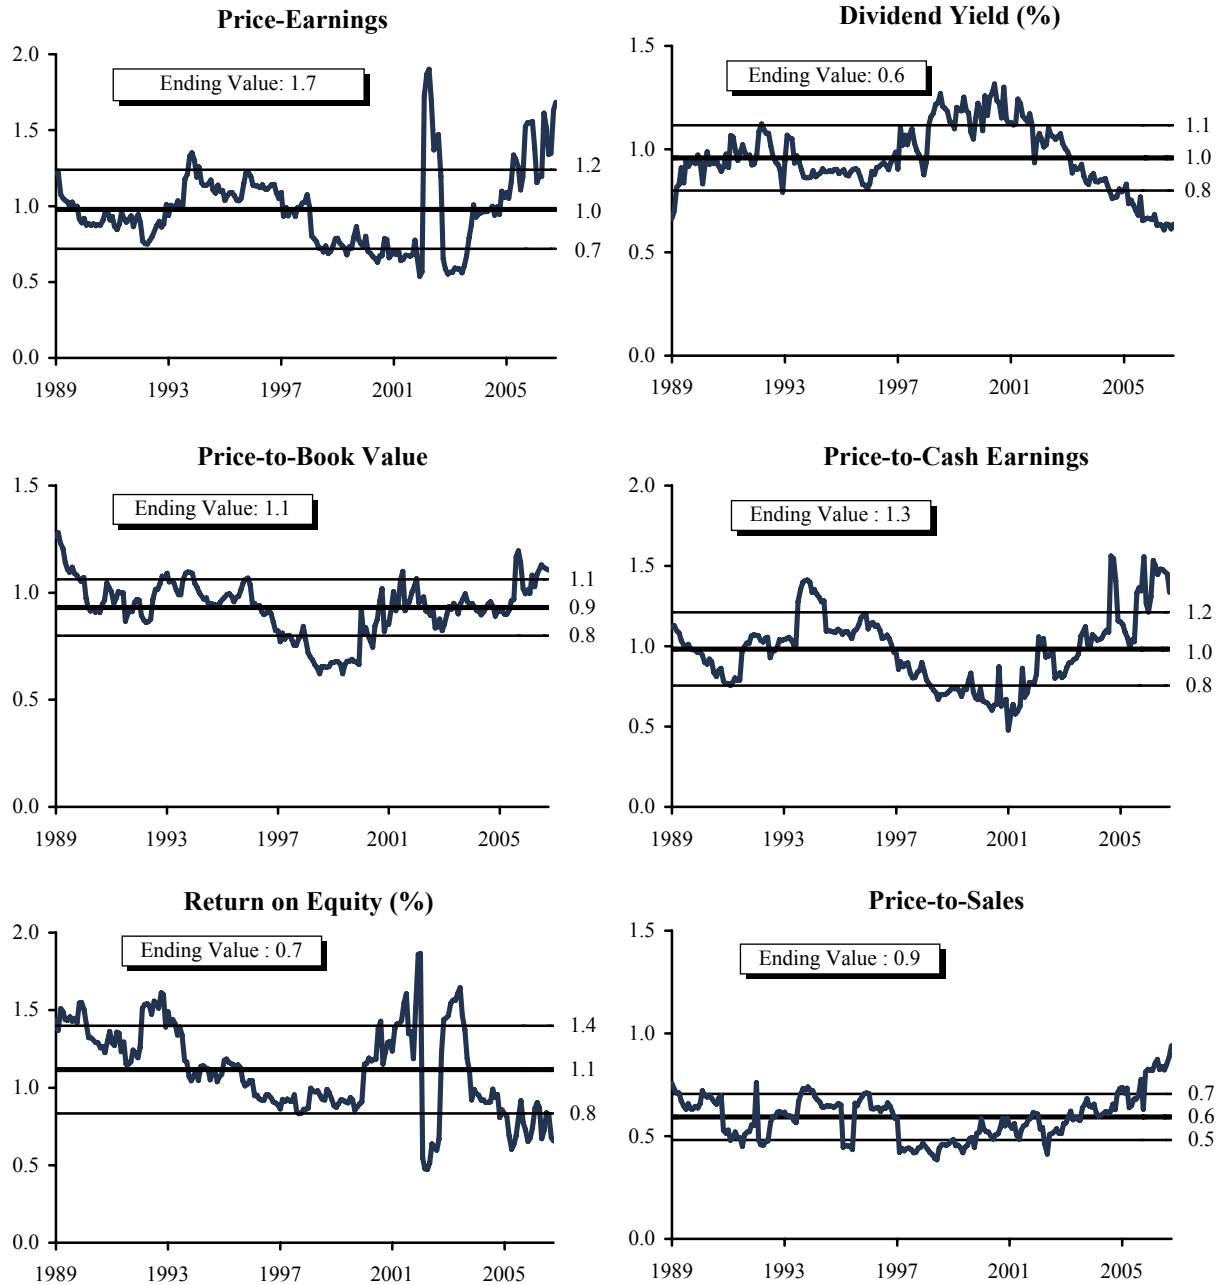 Price-Earnings
2.0
Ending Value: 1.7
1.5
1.2
1.0
1.0
0.7
0.5
0.0
1989 1993 1997 2001 2005
Dividend Yield (%)
1.5
Ending Value: 0.6
1.1
1.0
1.0
0.8
0.5
0.0
1989 1993 1997 2001 2005
Price-to-Book Value
1.5
Ending Value: 1.1
1.1
1.0
0.9
0.8
0.5
0.0
1989 1993 1997 2001 2005
Price-to-Cash Earnings
2.0
Ending Value : 1.3
1.5
1.2
1.0
1.0
0.8
0.5
0.0
1989 1993 1997 2001 2005
Return on Equity (%)
2.0
Ending Value : 0.7
1.5
1.4
1.1
1.0
0.8
0.5
0.0
1989 1993 1997 2001 2005
Price-to-Sales
1.5
Ending Value : 0.9
1.0
0.7
0.6
0.5
0.5
0.0
1989 1993 1997 2001 2005